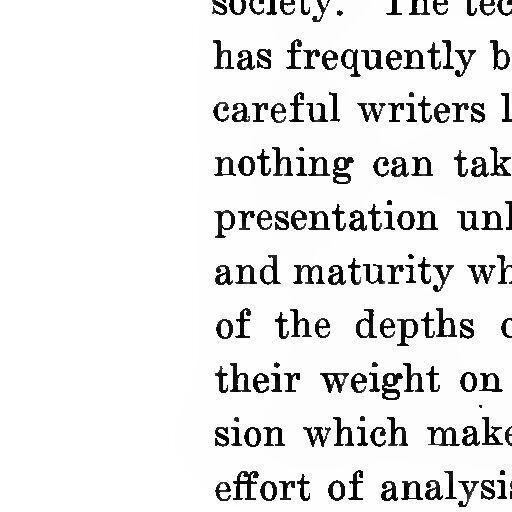 society. The tec
has frequently b
careful writers l
nothing can tak
presentation unl
and maturity wh
of the depths o
their weight on
sion which make
effort of analysis